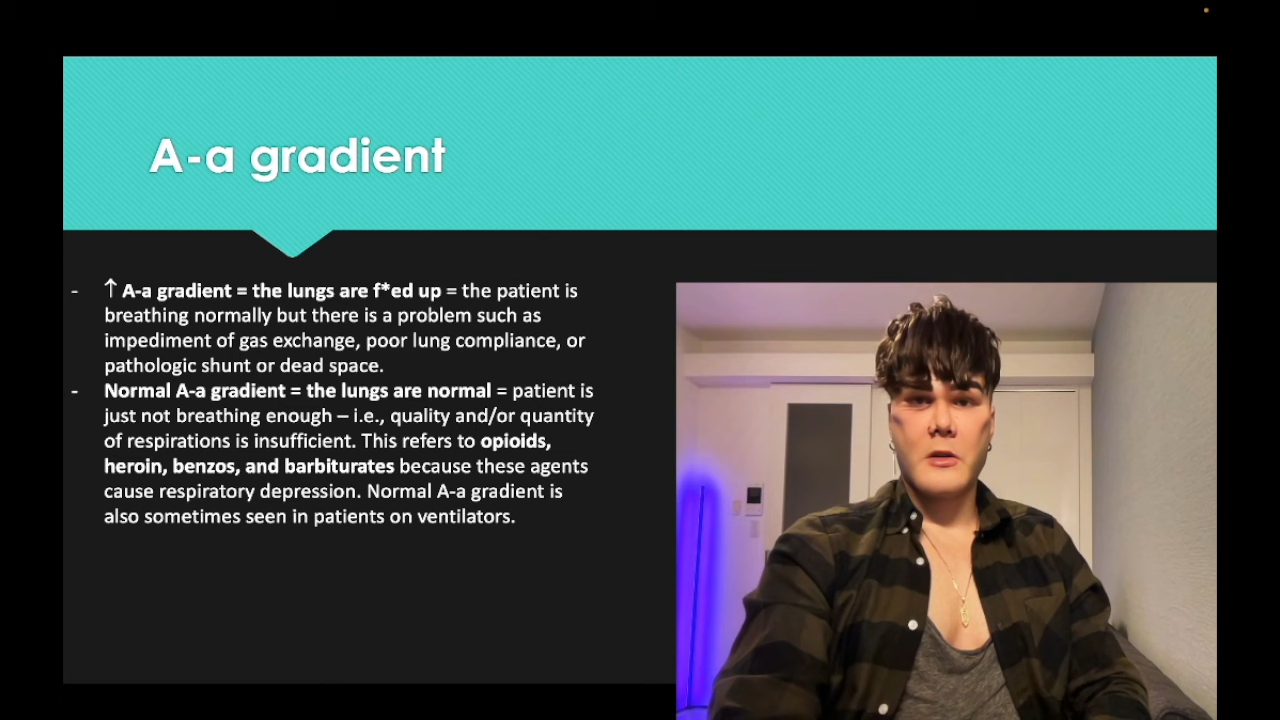 A-a gradient
- ↑ A-a gradient = the lungs are f*ed up = the patient is
breathing normally but there is a problem such as
impediment of gas exchange, poor lung compliance, or
pathologic shunt or dead space.
- Normal A-a gradient = the lungs are normal = patient is
just not breathing enough – i.e., quality and/or quantity
of respirations is insufficient. This refers to opioids,
heroin, benzos, and barbiturates because these agents
cause respiratory depression. Normal A-a gradient is
also sometimes seen in patients on ventilators.